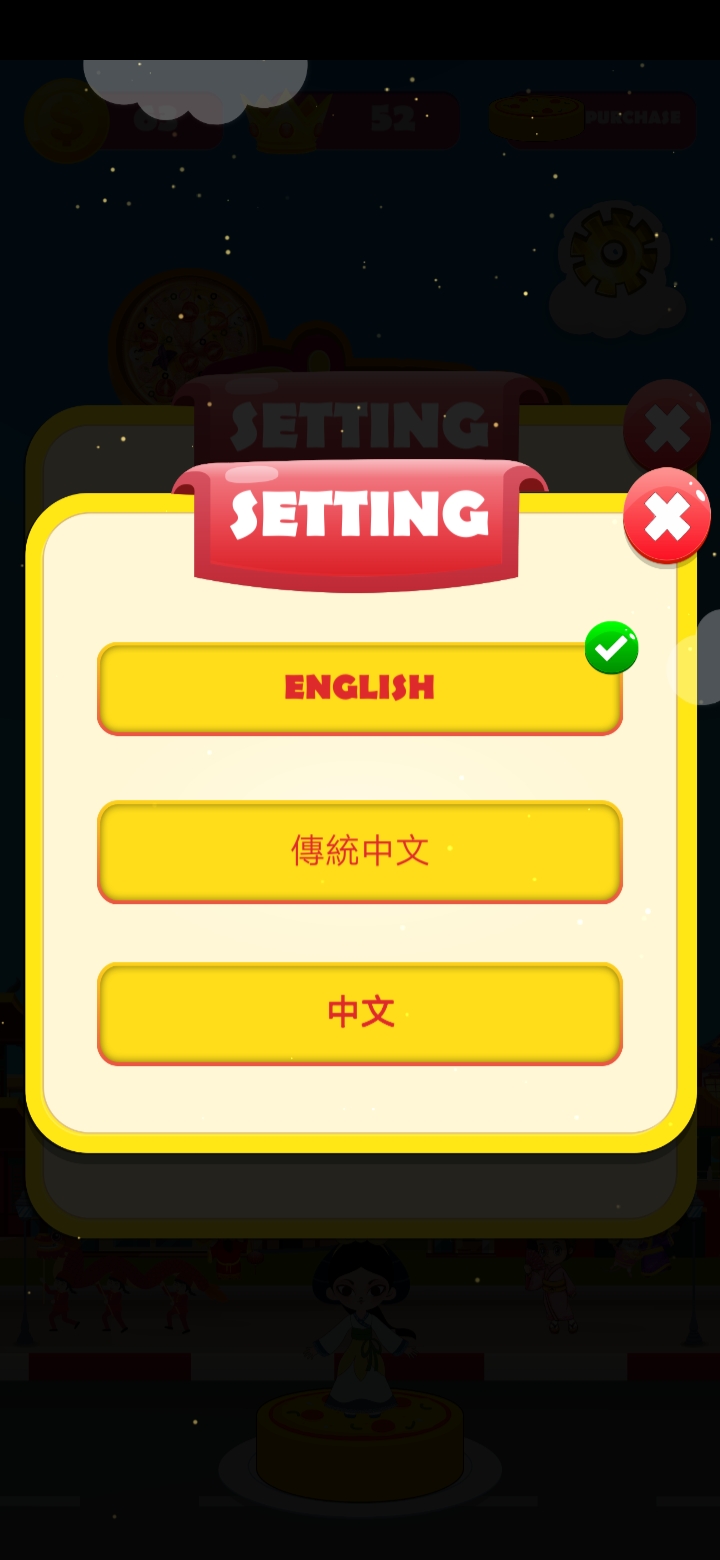 52
PURCHASE
SETTING
SETTING
ENGLISH
傳統中文
中文